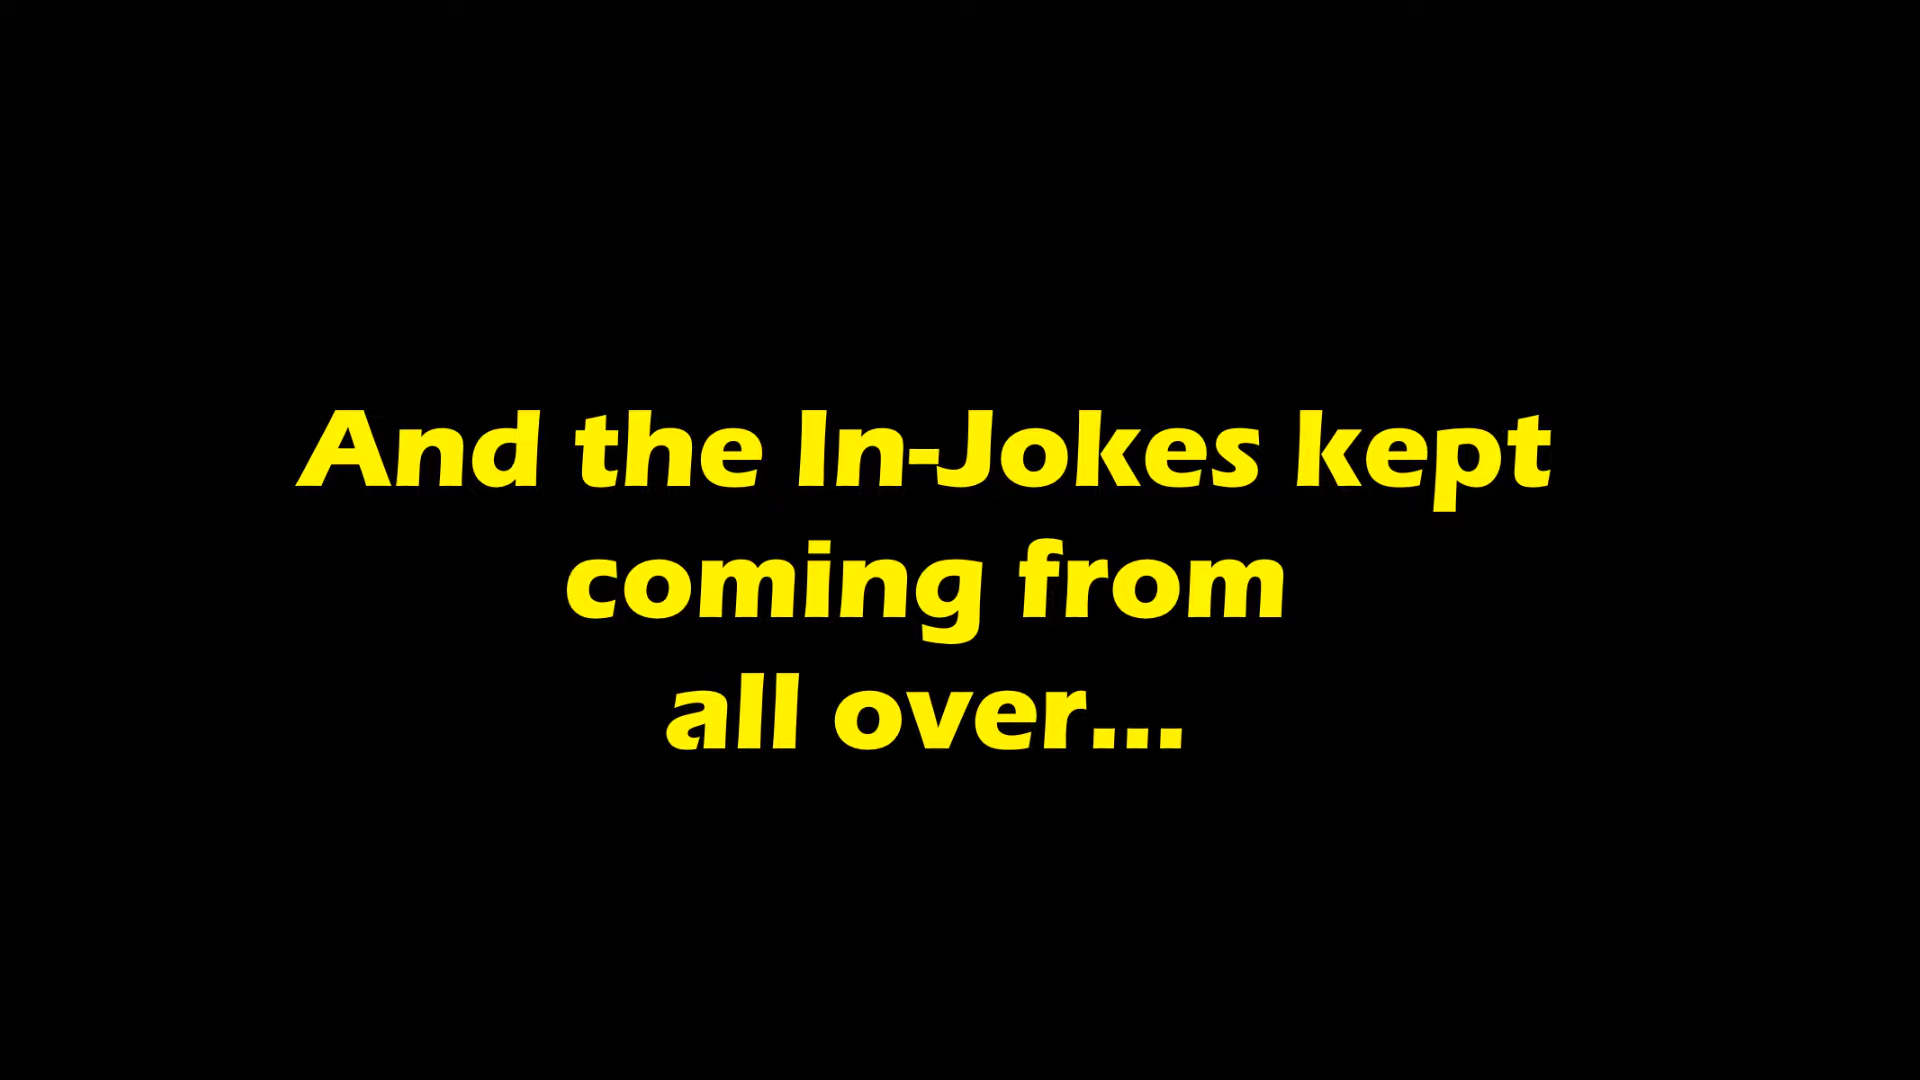 And the In-Jokes kept
coming from
all over...